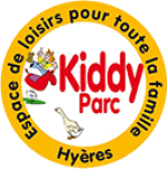 Espace de loisirs pour toute la famille
Kiddy
Parc
Hyères